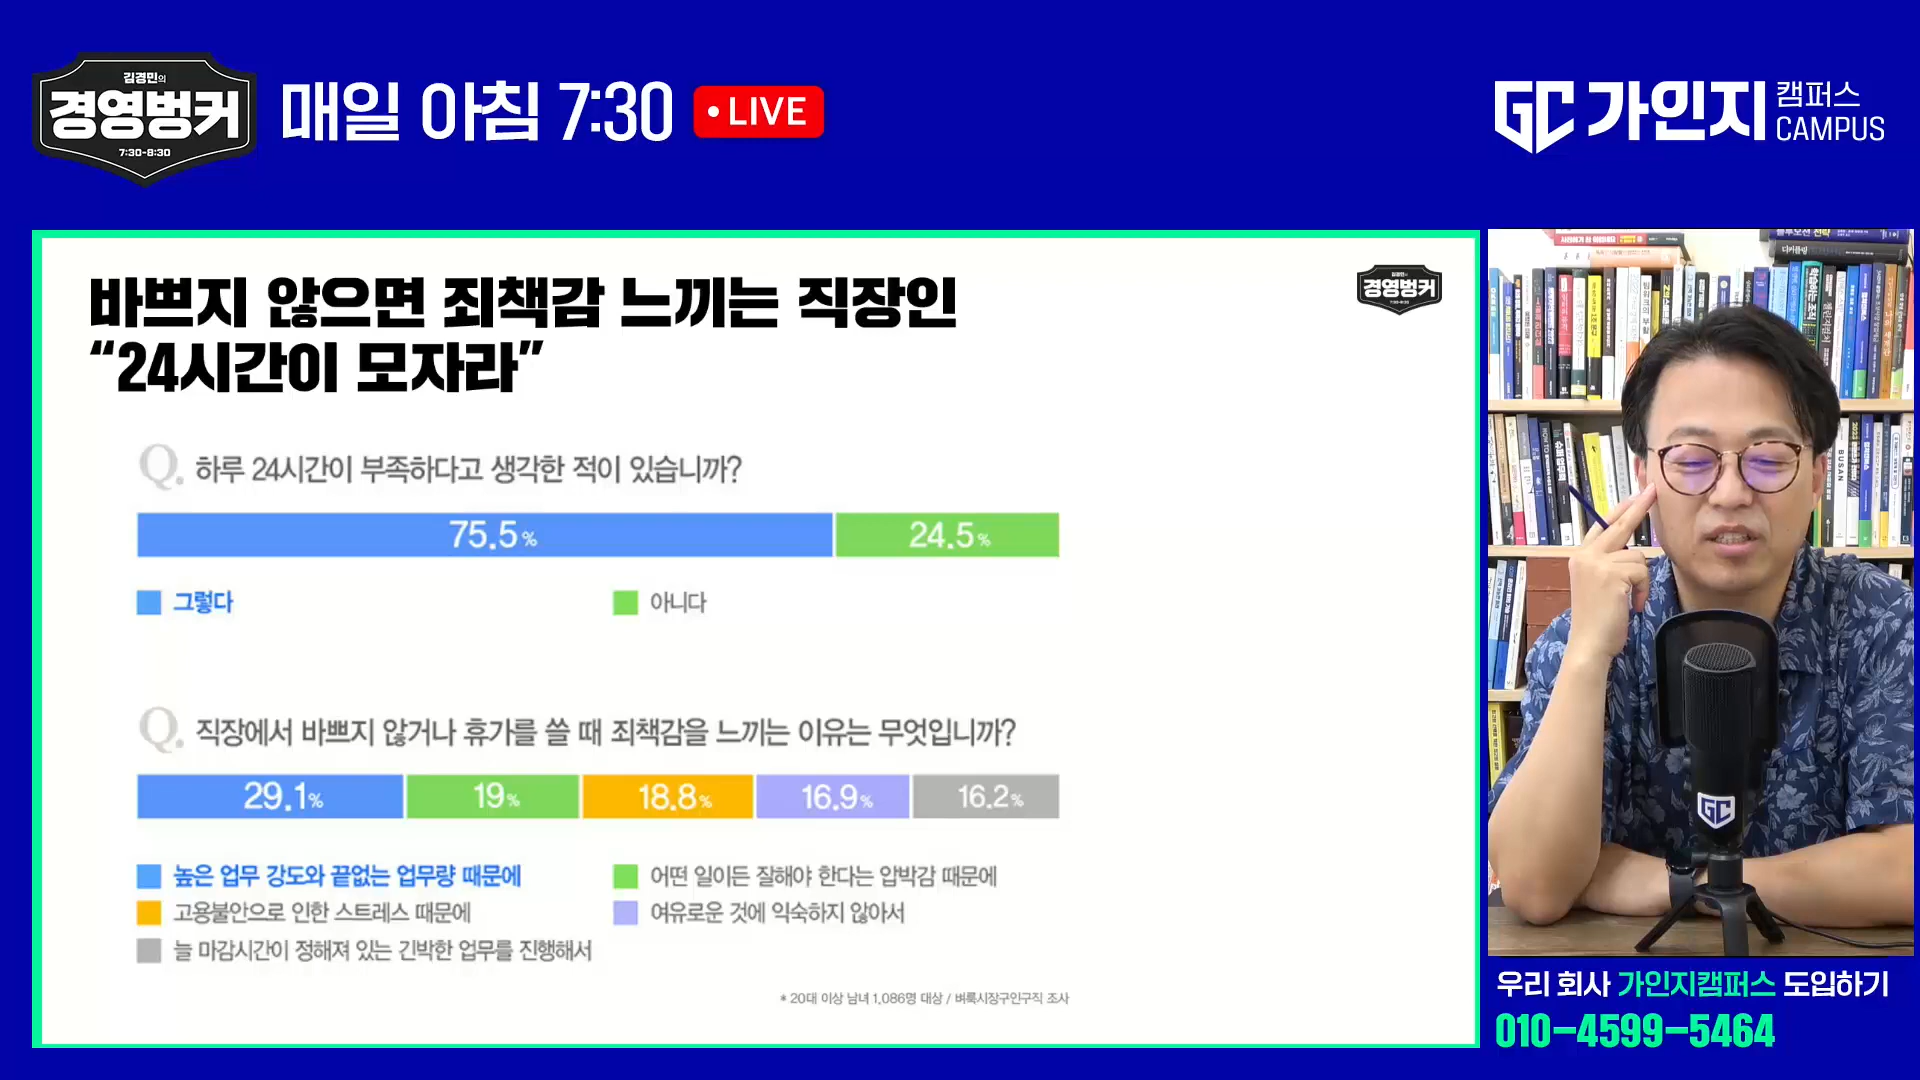 김경민의
경영벙커
7:30-8:30
매일 아침 7:30
• LIVE
GC 가인지 캠퍼스
CAMPUS
바쁘지 않으면 죄책감 느끼는 직장인
“24시간이 모자라”
김경민의
경영벙커
Q. 하루 24시간이 부족하다고 생각한 적이 있습니까?
75.5%
24.5%
그렇다
아니다
Q. 직장에서 바쁘지 않거나 휴가를 쓸 때 죄책감을 느끼는 이유는 무엇입니까?
29.1%
19%
18.8%
16.9%
16.2%
높은 업무 강도와 끝없는 업무량 때문에
어떤 일이든 잘해야 한다는 압박감 때문에
고용불안으로 인한 스트레스 때문에
여유로운 것에 익숙하지 않아서
늘 마감시간이 정해져 있는 긴박한 업무를 진행해서
* 20대 이상 남녀 1,086명 대상 / 벼룩시장구인구직 조사
디커플링
BUSAN
GC
우리 회사 가인지캠퍼스 도입하기
010-4599-5464